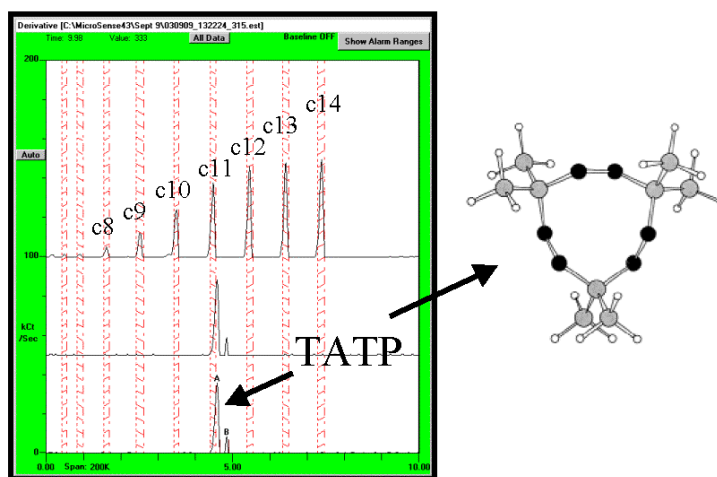 Derivative [C:\MicroSense43\Sept 9\030909_132224_315.est]
Time: 9.98 Value: 333 All Data Baseline OFF Show Alarm Ranges
200
c14
c13
c12
c11
c10
c9
c8
Auto
100
kCt
/Sec
TATP
A
B
0
0.00 Span: 200K 5.00 10.00